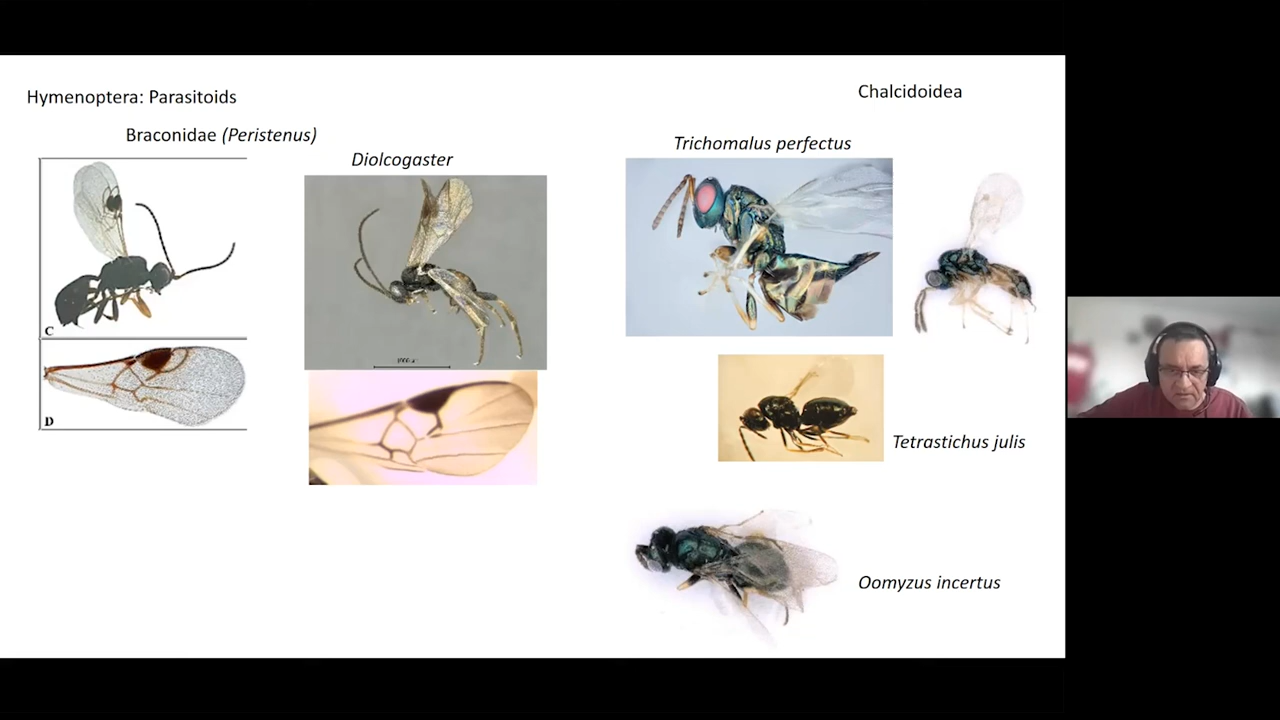 Hymenoptera: Parasitoids
Chalcidoidea
Braconidae (Peristenus)
Diolcogaster
Trichomalus perfectus
C
D
Tetrastichus julis
Oomyzus incertus